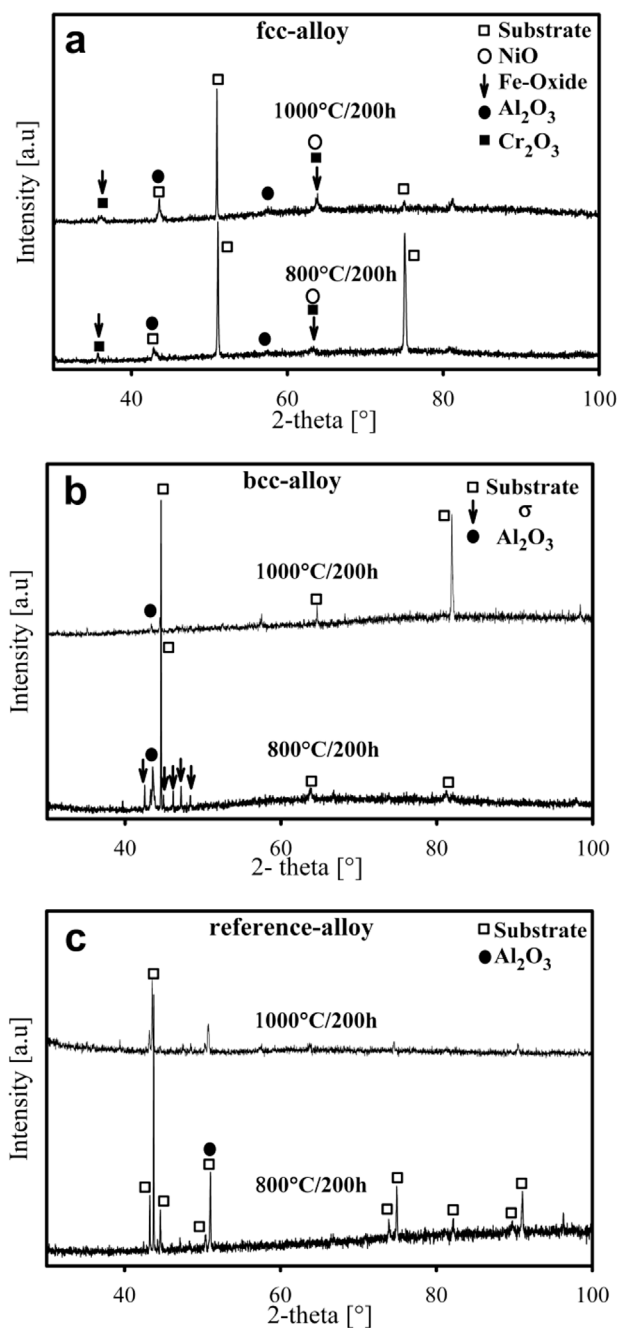 a
fcc-alloy
Substrate
NiO
Fe-Oxide
Al2O3
Cr2O3
1000°C/200h
800°C/200h
Intensity [a.u]
40
60
80
100
2-theta [°]
b
bcc-alloy
Substrate
σ
Al2O3
1000°C/200h
800°C/200h
Intensity [a.u]
40
60
80
100
2- theta [°]
c
reference-alloy
Substrate
Al2O3
1000°C/200h
800°C/200h
Intensity [a.u]
40
60
80
100
2-theta [°]